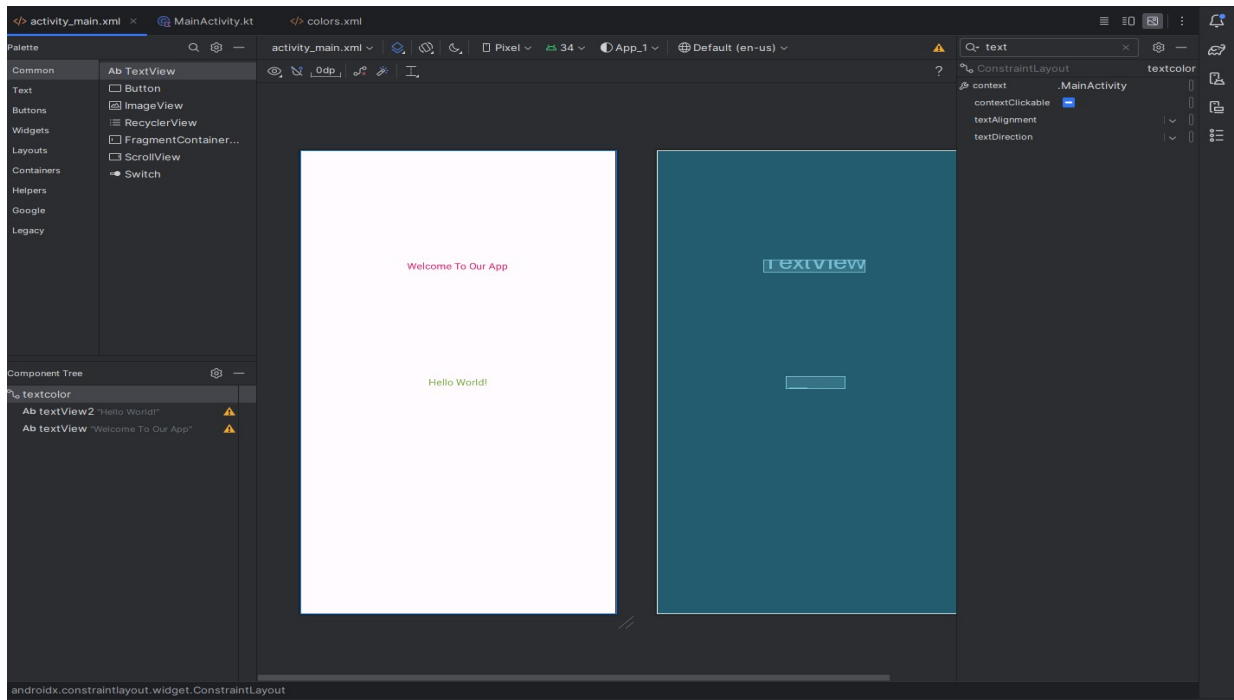 activity_main.xml
MainActivity.kt
colors.xml
Palette
Common
Text
Buttons
Widgets
Layouts
Containers
Helpers
Google
Legacy
Ab TextView
Button
ImageView
RecyclerView
FragmentContainer...
ScrollView
Switch
activity_main.xml
Pixel
34
App_1
Default (en-us)
0dp
?
Welcome To Our App
Hello World!
TextView
text
ConstraintLayout textcolor
context .MainActivity
contextClickable
textAlignment
textDirection
Component Tree
textcolor
Ab textView2 "Hello World!"
Ab textView "Welcome To Our App"
androidx.constraintlayout.widget.ConstraintLayout